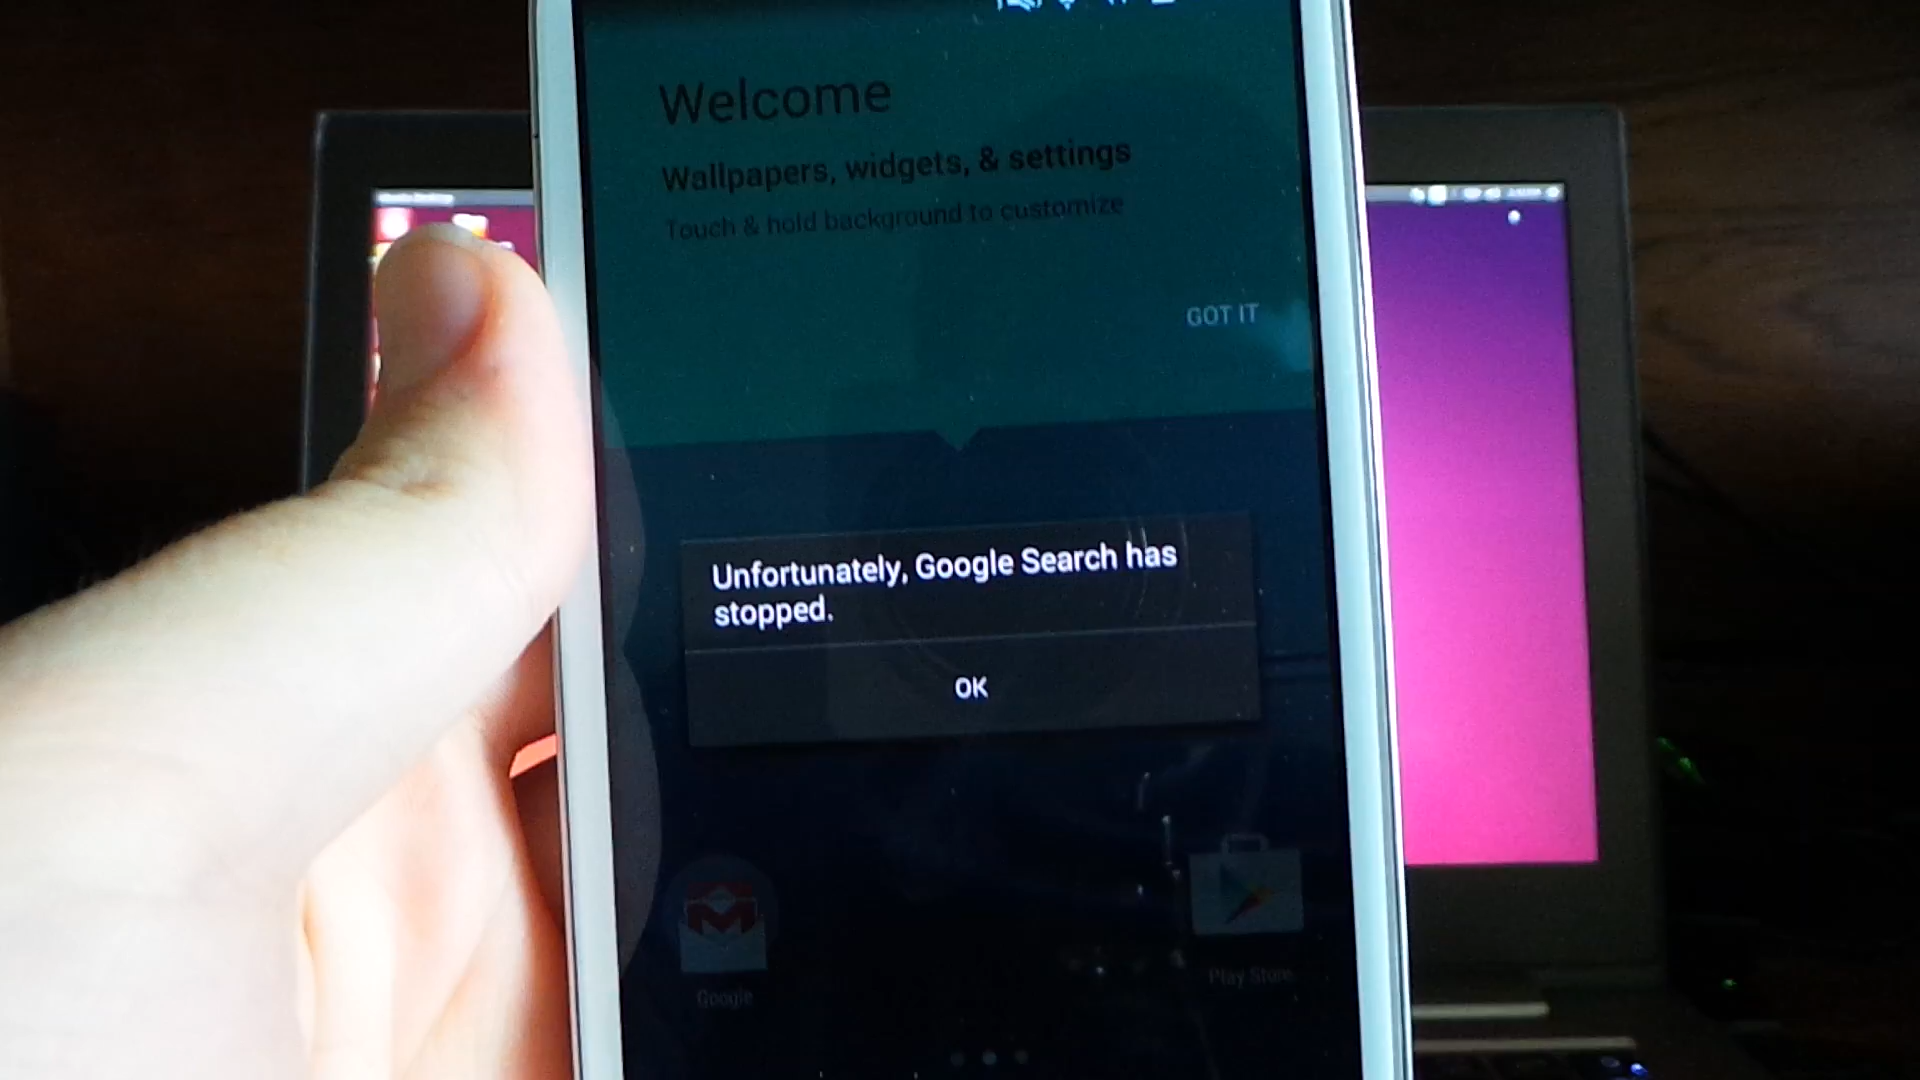 Welcome
Wallpapers, widgets, & settings
Touch & hold background to customize
GOT IT
Unfortunately, Google Search has
stopped.
OK
Google
Play Store